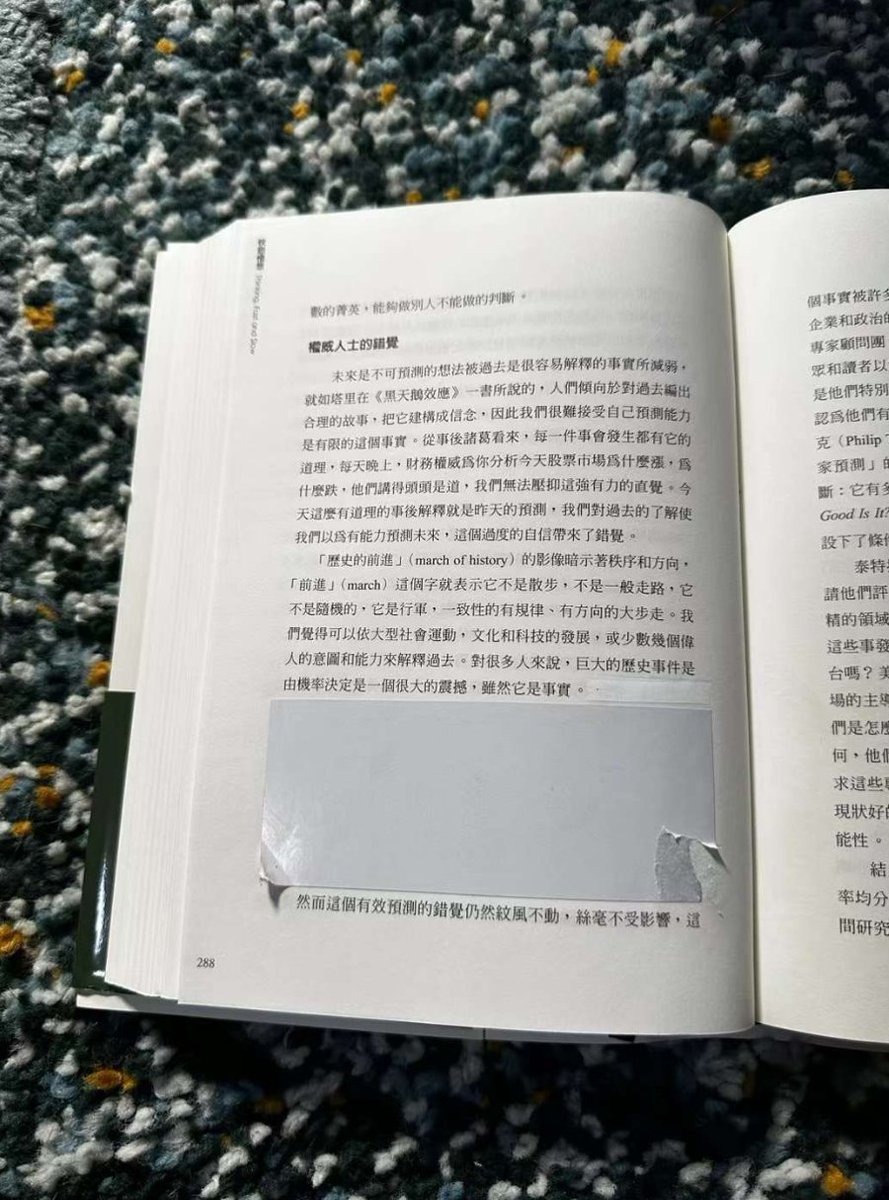 快思慢想 Thinking, Fast and Slow
數的菁英，能夠做別人不能做的判斷。
權威人士的錯覺
未來是不可預測的想法被過去是很容易解釋的事實所減弱，
就如塔里在《黑天鵝效應》一書所說的，人們傾向於對過去編出
合理的故事，把它建構成信念，因此我們很難接受自己預測能力
是有限的這個事實。從事後諸葛看來，每一件事會發生都有它的
道理，每天晚上，財務權威為你分析今天股票市場為什麼漲，為
什麼跌，他們講得頭頭是道，我們無法壓抑這強有力的直覺。今
天這麼有道理的事後解釋就是昨天的預測，我們對過去的了解使
我們以為有能力預測未來，這個過度的自信帶來了錯覺。
「歷史的前進」（march of history）的影像暗示著秩序和方向，
「前進」（march）這個字就表示它不是散步，不是一般走路，它
不是隨機的，它是行軍，一致性的有規律、有方向的大步走。我
們覺得可以依大型社會運動，文化和科技的發展，或少數幾個偉
人的意圖和能力來解釋過去。對很多人來說，巨大的歷史事件是
由機率決定是一個很大的震撼，雖然它是事實。
然而這個有效預測的錯覺仍然紋風不動，絲毫不受影響，這
288
個事實被許多
企業和政治的
專家顧問團
眾和讀者以
是他們特別
認為他們有
克（Philip T
家預測」的
斷：它有多
Good Is It?
設下了條件
泰特
請他們評
精的領域
這些事發
台嗎？美
場的主導
們是怎麼
何，他們
求這些專
現狀好的
能性。
結
率均分
間研究